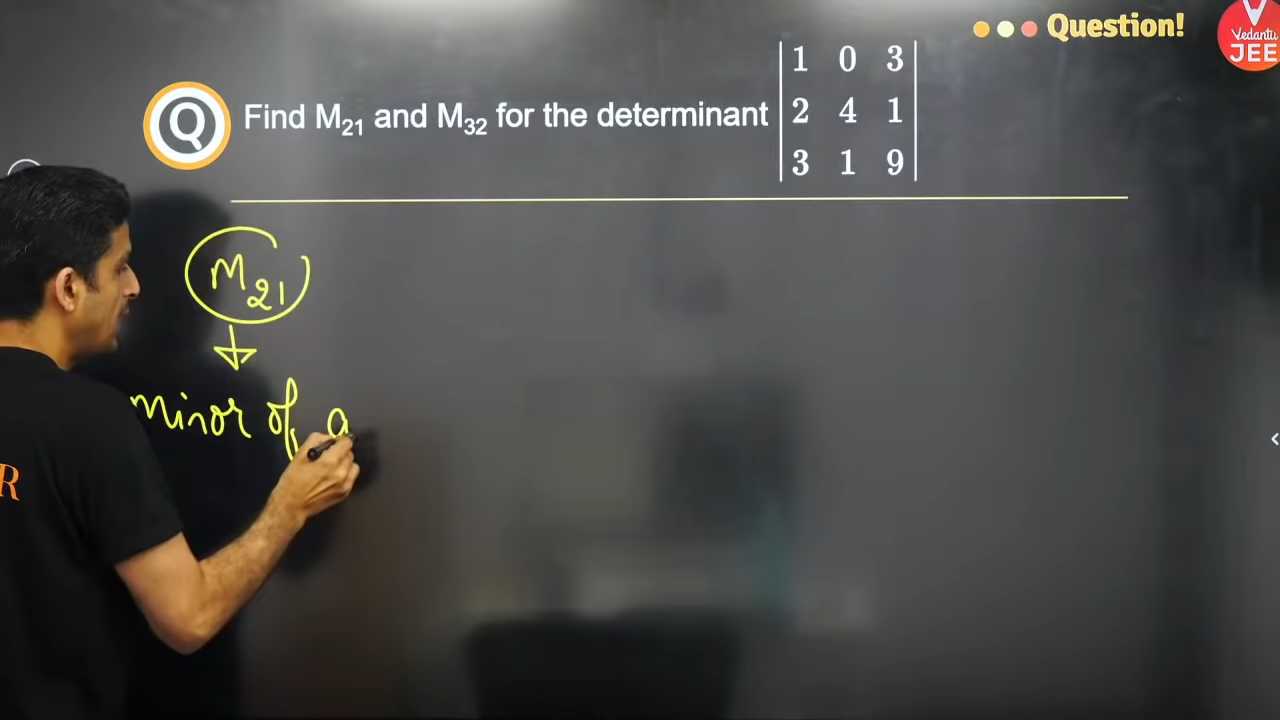 Question!
Vedantu
JEE
Q Find M21 and M32 for the determinant
1 0 3
2 4 1
3 1 9
M21
minor of a
R